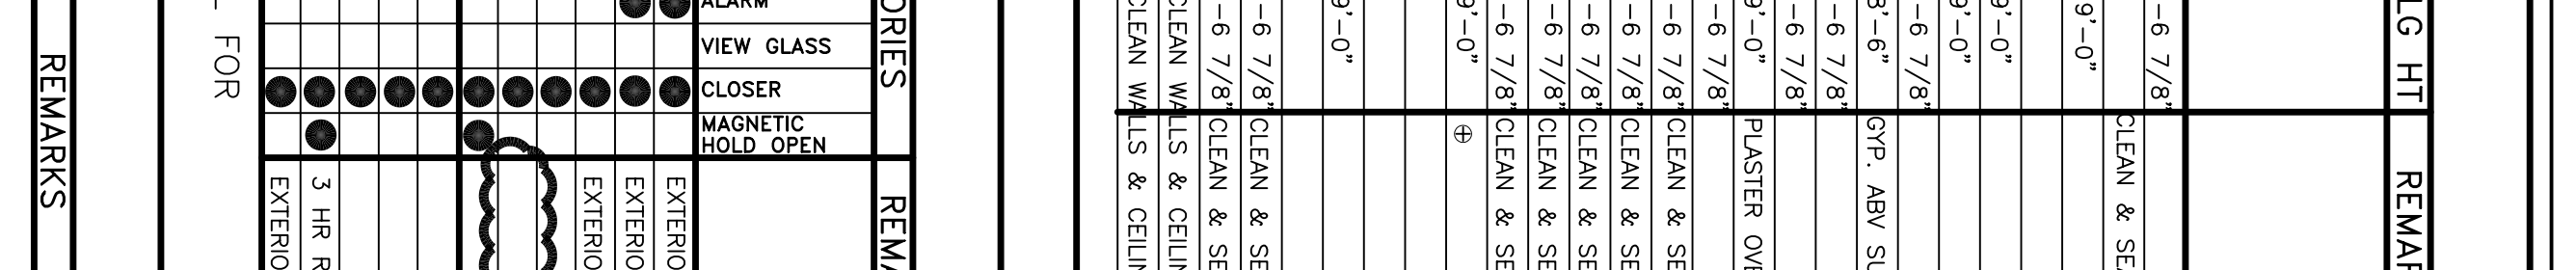 REMARKS
FOR
ALARM
VIEW GLASS
CLOSER
MAGNETIC
HOLD OPEN
EXTERIO
3 HR R
EXTERIO
EXTERIO
EXTERIO
ORIES
REMA
CLEAN WALLS & CEILIN
CLEAN WALLS & CEILIN
-6 7/8" CLEAN & SE
-6 7/8" CLEAN & SE
9'-0"
9'-0" ⊕
-6 7/8" CLEAN & SE
-6 7/8" CLEAN & SE
-6 7/8" CLEAN & SE
-6 7/8" CLEAN & SE
-6 7/8" CLEAN & SE
-6 7/8"
9'-0" PLASTER OVE
-6 7/8"
-6 7/8"
8'-6" GYP. ABV SU
-6 7/8"
9'-0"
9'-0"
9'-0"
CLEAN & SEA
-6 7/8"
LG HT
REMAR